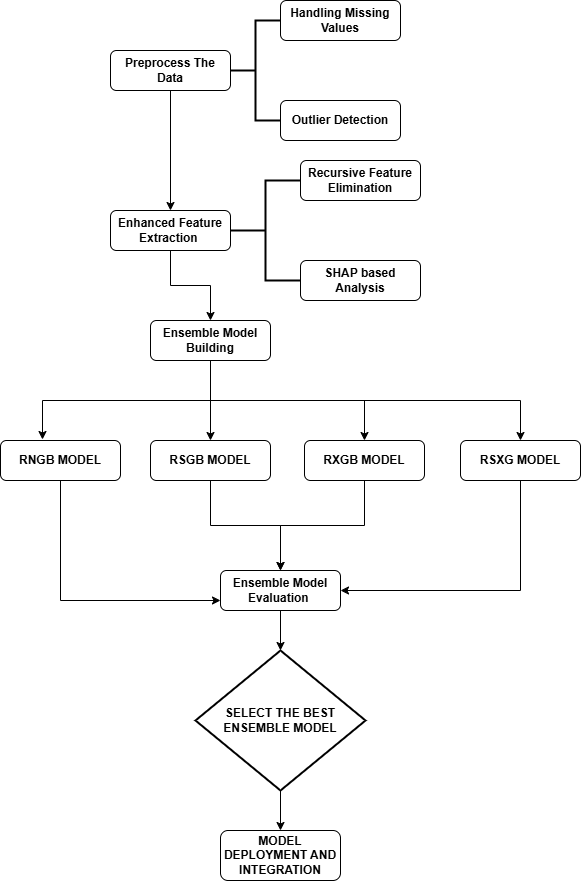 Handling Missing
Values
Preprocess The
Data
Outlier Detection
Recursive Feature
Elimination
Enhanced Feature
Extraction
SHAP based
Analysis
Ensemble Model
Building
RNGB MODEL
RSGB MODEL
RXGB MODEL
RSXG MODEL
Ensemble Model
Evaluation
SELECT THE BEST
ENSEMBLE MODEL
MODEL
DEPLOYMENT AND
INTEGRATION